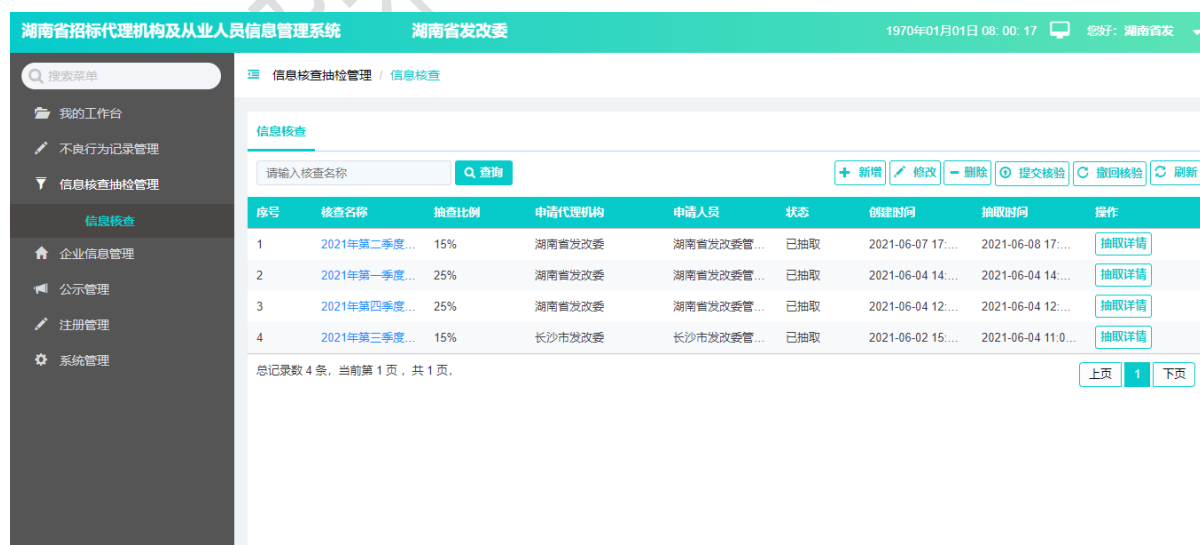 湖南省招标代理机构及从业人员信息管理系统 湖南省发改委 1970年01月01日 08: 00: 17 您好：湖南省发
搜索菜单
信息核查抽检管理 / 信息核查
我的工作台
不良行为记录管理
信息核查抽检管理
信息核查
企业信息管理
公示管理
注册管理
系统管理
信息核查
请输入核查名称 查询 新增 修改 删除 提交核验 撤回核验 刷新
序号 核查名称 抽查比例 申请代理机构 申请人员 状态 创建时间 抽取时间 操作
1 2021年第二季度... 15% 湖南省发改委 湖南省发改委管... 已抽取 2021-06-07 17:... 2021-06-08 17:... 抽取详情
2 2021年第一季度... 25% 湖南省发改委 湖南省发改委管... 已抽取 2021-06-04 14:... 2021-06-04 14:... 抽取详情
3 2021年第四季度... 25% 湖南省发改委 湖南省发改委管... 已抽取 2021-06-04 12:... 2021-06-04 12:... 抽取详情
4 2021年第三季度... 15% 长沙市发改委 长沙市发改委管... 已抽取 2021-06-02 15:... 2021-06-04 11:0... 抽取详情
总记录数 4 条，当前第 1 页 ，共 1 页，
上页 1 下页